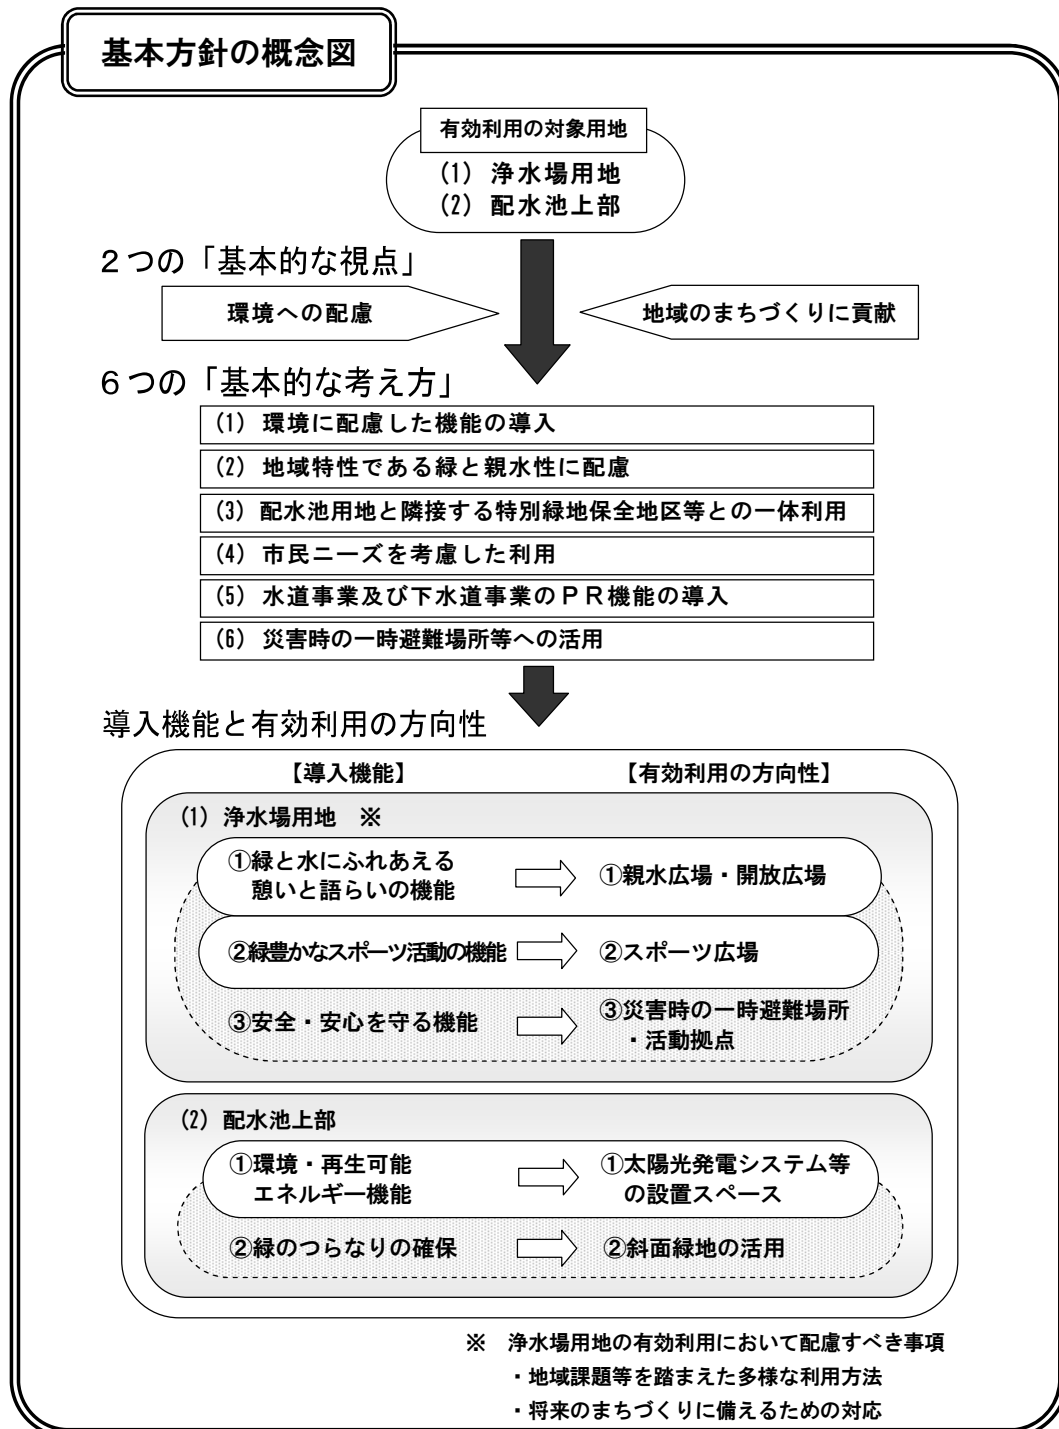 基本方針の概念図
有効利用の対象用地
(1) 浄水場用地
(2) 配水池上部
２つの「基本的な視点」
環境への配慮
地域のまちづくりに貢献
６つの「基本的な考え方」
(1) 環境に配慮した機能の導入
(2) 地域特性である緑と親水性に配慮
(3) 配水池用地と隣接する特別緑地保全地区等との一体利用
(4) 市民ニーズを考慮した利用
(5) 水道事業及び下水道事業のＰＲ機能の導入
(6) 災害時の一時避難場所等への活用
導入機能と有効利用の方向性
【導入機能】
【有効利用の方向性】
(1) 浄水場用地　※
①緑と水にふれあえる
憩いと語らいの機能
①親水広場・開放広場
②緑豊かなスポーツ活動の機能
②スポーツ広場
③安全・安心を守る機能
③災害時の一時避難場所
・活動拠点
(2) 配水池上部
①環境・再生可能
エネルギー機能
①太陽光発電システム等
の設置スペース
②緑のつらなりの確保
②斜面緑地の活用
※　浄水場用地の有効利用において配慮すべき事項
・地域課題等を踏まえた多様な利用方法
・将来のまちづくりに備えるための対応